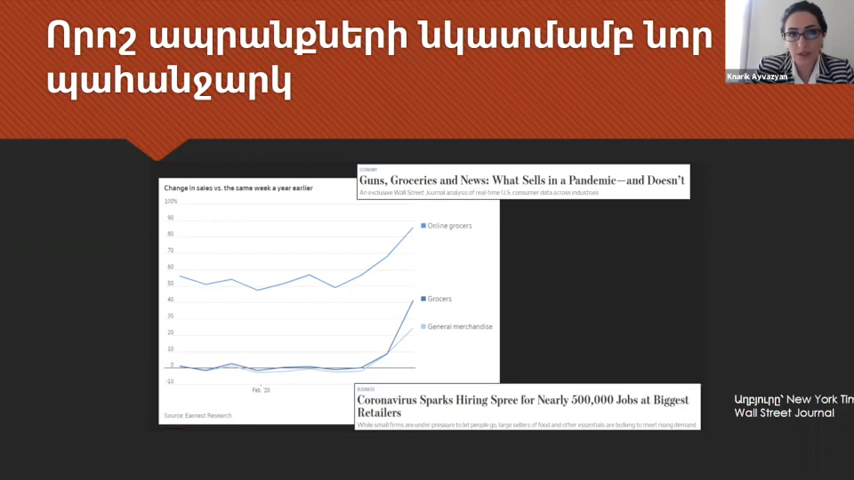 Որոշ ապրանքների նկատմամբ նոր
պահանջարկ
Knarik Ayvazyan
ECONOMY
Guns, Groceries and News: What Sells in a Pandemic—and Doesn't
An exclusive Wall Street Journal analysis of real-time U.S. consumer data across industries
Change in sales vs. the same week a year earlier
100%
90
80
70
60
50
40
30
20
10
0
-10
Online grocers
Grocers
General merchandise
Feb. '20
Source: Earnest Research
BUSINESS
Coronavirus Sparks Hiring Spree for Nearly 500,000 Jobs at Biggest
Retailers
While small firms are under pressure to let people go, large sellers of food and other essentials are bulking to meet rising demand
Աղբյուրը՝ New York Tim
Wall Street Journal